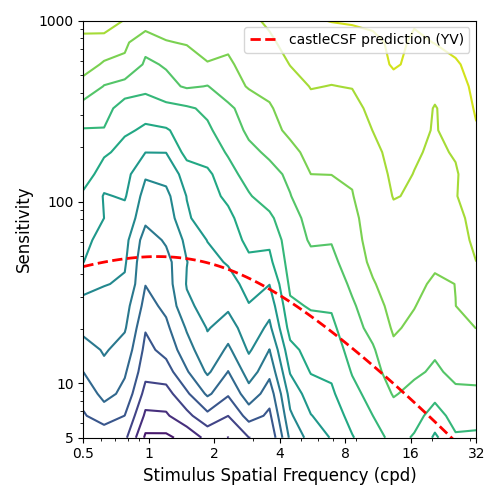 1000
castleCSF prediction (YV)
100
10
5
Sensitivity
0.5 1 2 4 8 16 32
Stimulus Spatial Frequency (cpd)